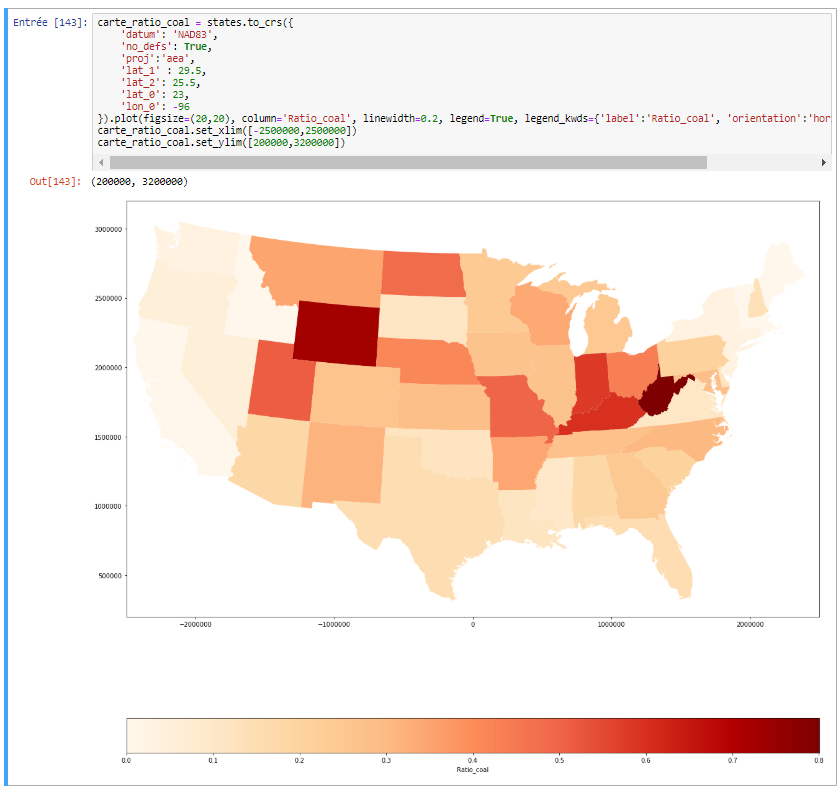 Entrée [143]: carte_ratio_coal = states.to_crs({
'datum': 'NAD83',
'no_defs': True,
'proj':'aea',
'lat_1' : 29.5,
'lat_2': 25.5,
'lat_0': 23,
'lon_0': -96
}).plot(figsize=(20,20), column='Ratio_coal', linewidth=0.2, legend=True, legend_kwds={'label':'Ratio_coal', 'orientation':'hor
carte_ratio_coal.set_xlim([-2500000,2500000])
carte_ratio_coal.set_ylim([200000,3200000])
Out[143]: (200000, 3200000)
3000000
2500000
2000000
1500000
1000000
500000
−2000000 −1000000 0 1000000 2000000
0.0 0.1 0.2 0.3 0.4 0.5 0.6 0.7 0.8
Ratio_coal